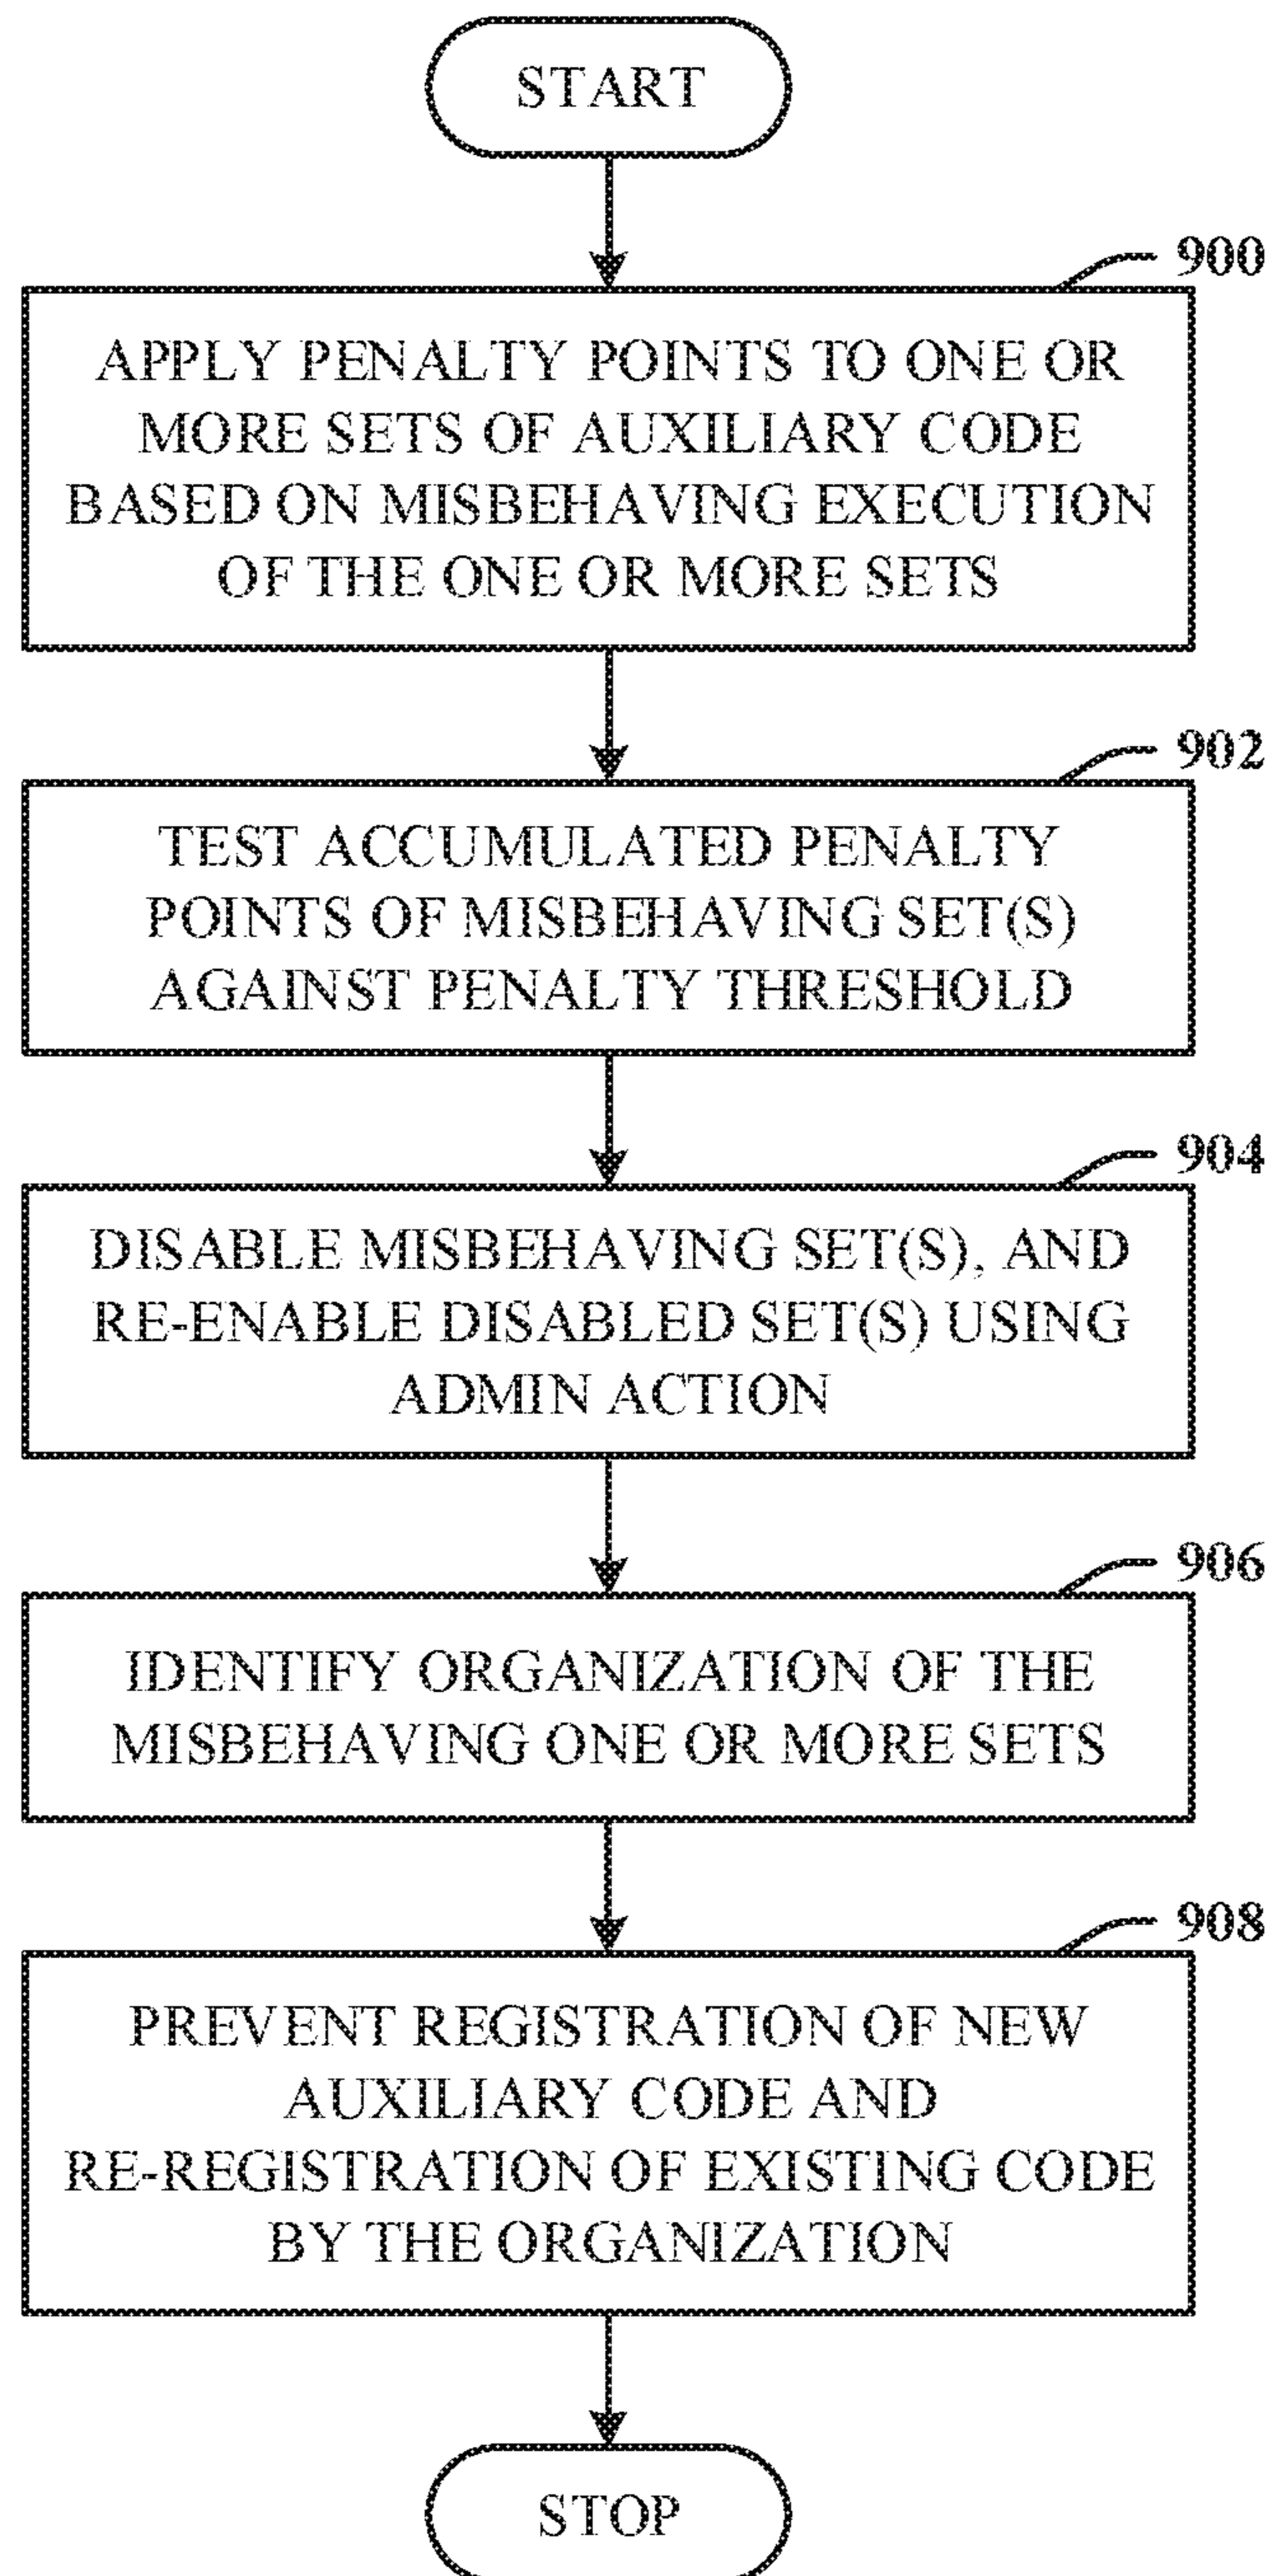 START
900
APPLY PENALTY POINTS TO ONE OR
MORE SETS OF AUXILIARY CODE
BASED ON MISBEHAVING EXECUTION
OF THE ONE OR MORE SETS
902
TEST ACCUMULATED PENALTY
POINTS OF MISBEHAVING SET(S)
AGAINST PENALTY THRESHOLD
904
DISABLE MISBEHAVING SET(S), AND
RE-ENABLE DISABLED SET(S) USING
ADMIN ACTION
906
IDENTIFY ORGANIZATION OF THE
MISBEHAVING ONE OR MORE SETS
908
PREVENT REGISTRATION OF NEW
AUXILIARY CODE AND
RE-REGISTRATION OF EXISTING CODE
BY THE ORGANIZATION
STOP